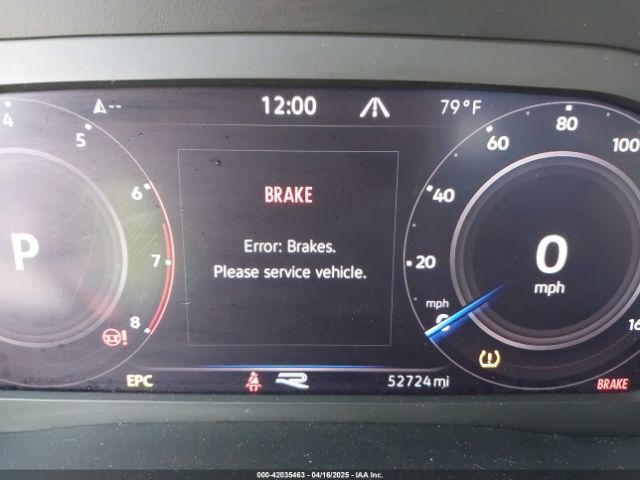 12:00
79°F
4
5
6
7
8
P
BRAKE
Error: Brakes.
Please service vehicle.
20
40
60
80
100
16
0
mph
mph
EPC
R
52724 mi
BRAKE
000-42035463 - 04/16/2025 - IAA Inc.